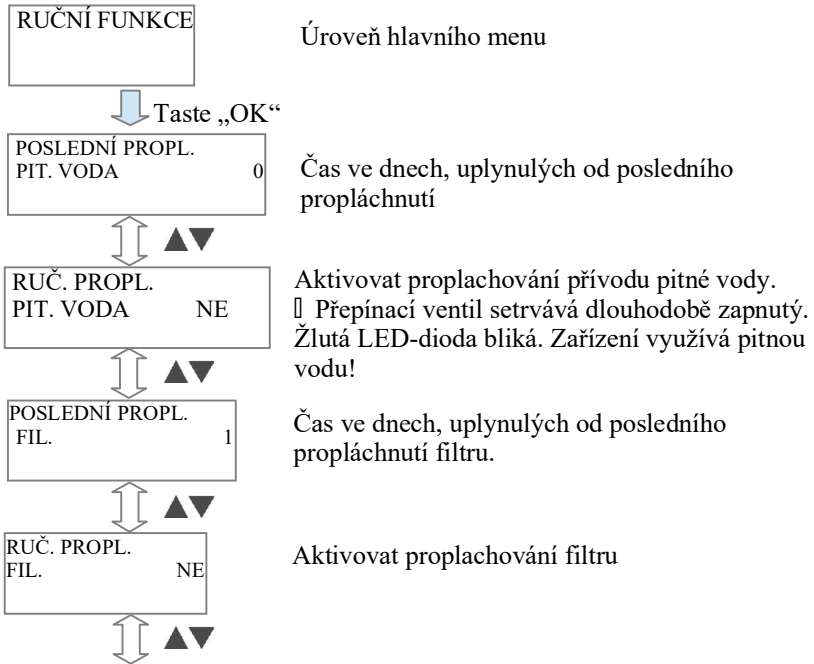 RUČNÍ FUNKCE
Úroveň hlavního menu
Taste „OK“
POSLEDNÍ PROPL.
PIT. VODA 0
Čas ve dnech, uplynulých od posledního
propláchnutí
▲▼
RUČ. PROPL.
PIT. VODA NE
Aktivovat proplachování přívodu pitné vody.
▯ Přepínací ventil setrvává dlouhodobě zapnutý.
Žlutá LED-dioda bliká. Zařízení využívá pitnou
vodu!
▲▼
POSLEDNÍ PROPL.
FIL. 1
Čas ve dnech, uplynulých od posledního
propláchnutí filtru.
▲▼
RUČ. PROPL.
FIL. NE
Aktivovat proplachování filtru
▲▼